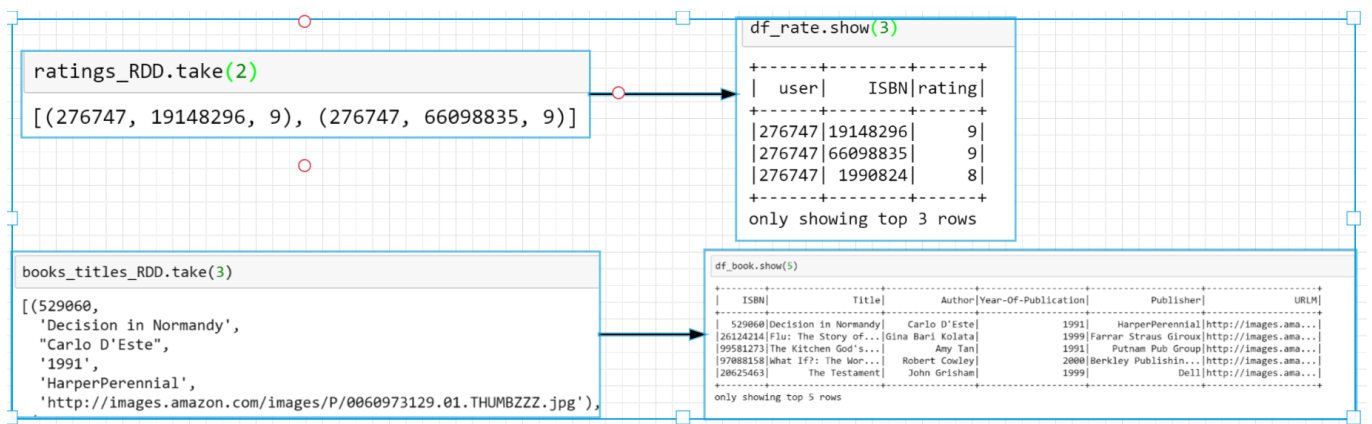 ratings_RDD.take(2)
[(276747, 19148296, 9), (276747, 66098835, 9)]
df_rate.show(3)
+------+--------+------+
|  user|    ISBN|rating|
+------+--------+------+
|276747|19148296|     9|
|276747|66098835|     9|
|276747| 1990824|     8|
+------+--------+------+
only showing top 3 rows
books_titles_RDD.take(3)
[(529060,
'Decision in Normandy',
"Carlo D'Este",
'1991',
'HarperPerennial',
'http://images.amazon.com/images/P/0060973129.01.THUMBZZZ.jpg'),
df_book.show(5)
+--------+--------------------+----------------+-------------------+--------------------+--------------------+
|    ISBN|               Title|          Author|Year-Of-Publication|           Publisher|                URLM|
+--------+--------------------+----------------+-------------------+--------------------+--------------------+
|  529060|Decision in Normandy|    Carlo D'Este|               1991|     HarperPerennial|http://images.ama...|
|26124214|Flu: The Story of...|Gina Bari Kolata|               1999|Farrar Straus Giroux|http://images.ama...|
|99581273|The Kitchen God's...|         Amy Tan|               1991|    Putnam Pub Group|http://images.ama...|
|97088158|What If?: The Wor...|   Robert Cowley|               2000|Berkley Publishin...|http://images.ama...|
|20625463|       The Testament|    John Grisham|               1999|                Dell|http://images.ama...|
+--------+--------------------+----------------+-------------------+--------------------+--------------------+
only showing top 5 rows